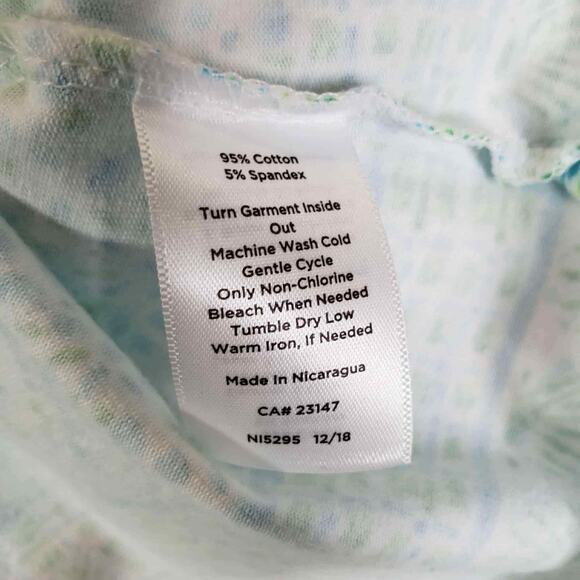 95% Cotton
5% Spandex
Turn Garment Inside
Out
Machine Wash Cold
Gentle Cycle
Only Non-Chlorine
Bleach When Needed
Tumble Dry Low
Warm Iron, If Needed
Made In Nicaragua
CA# 23147
NI5295 12/18